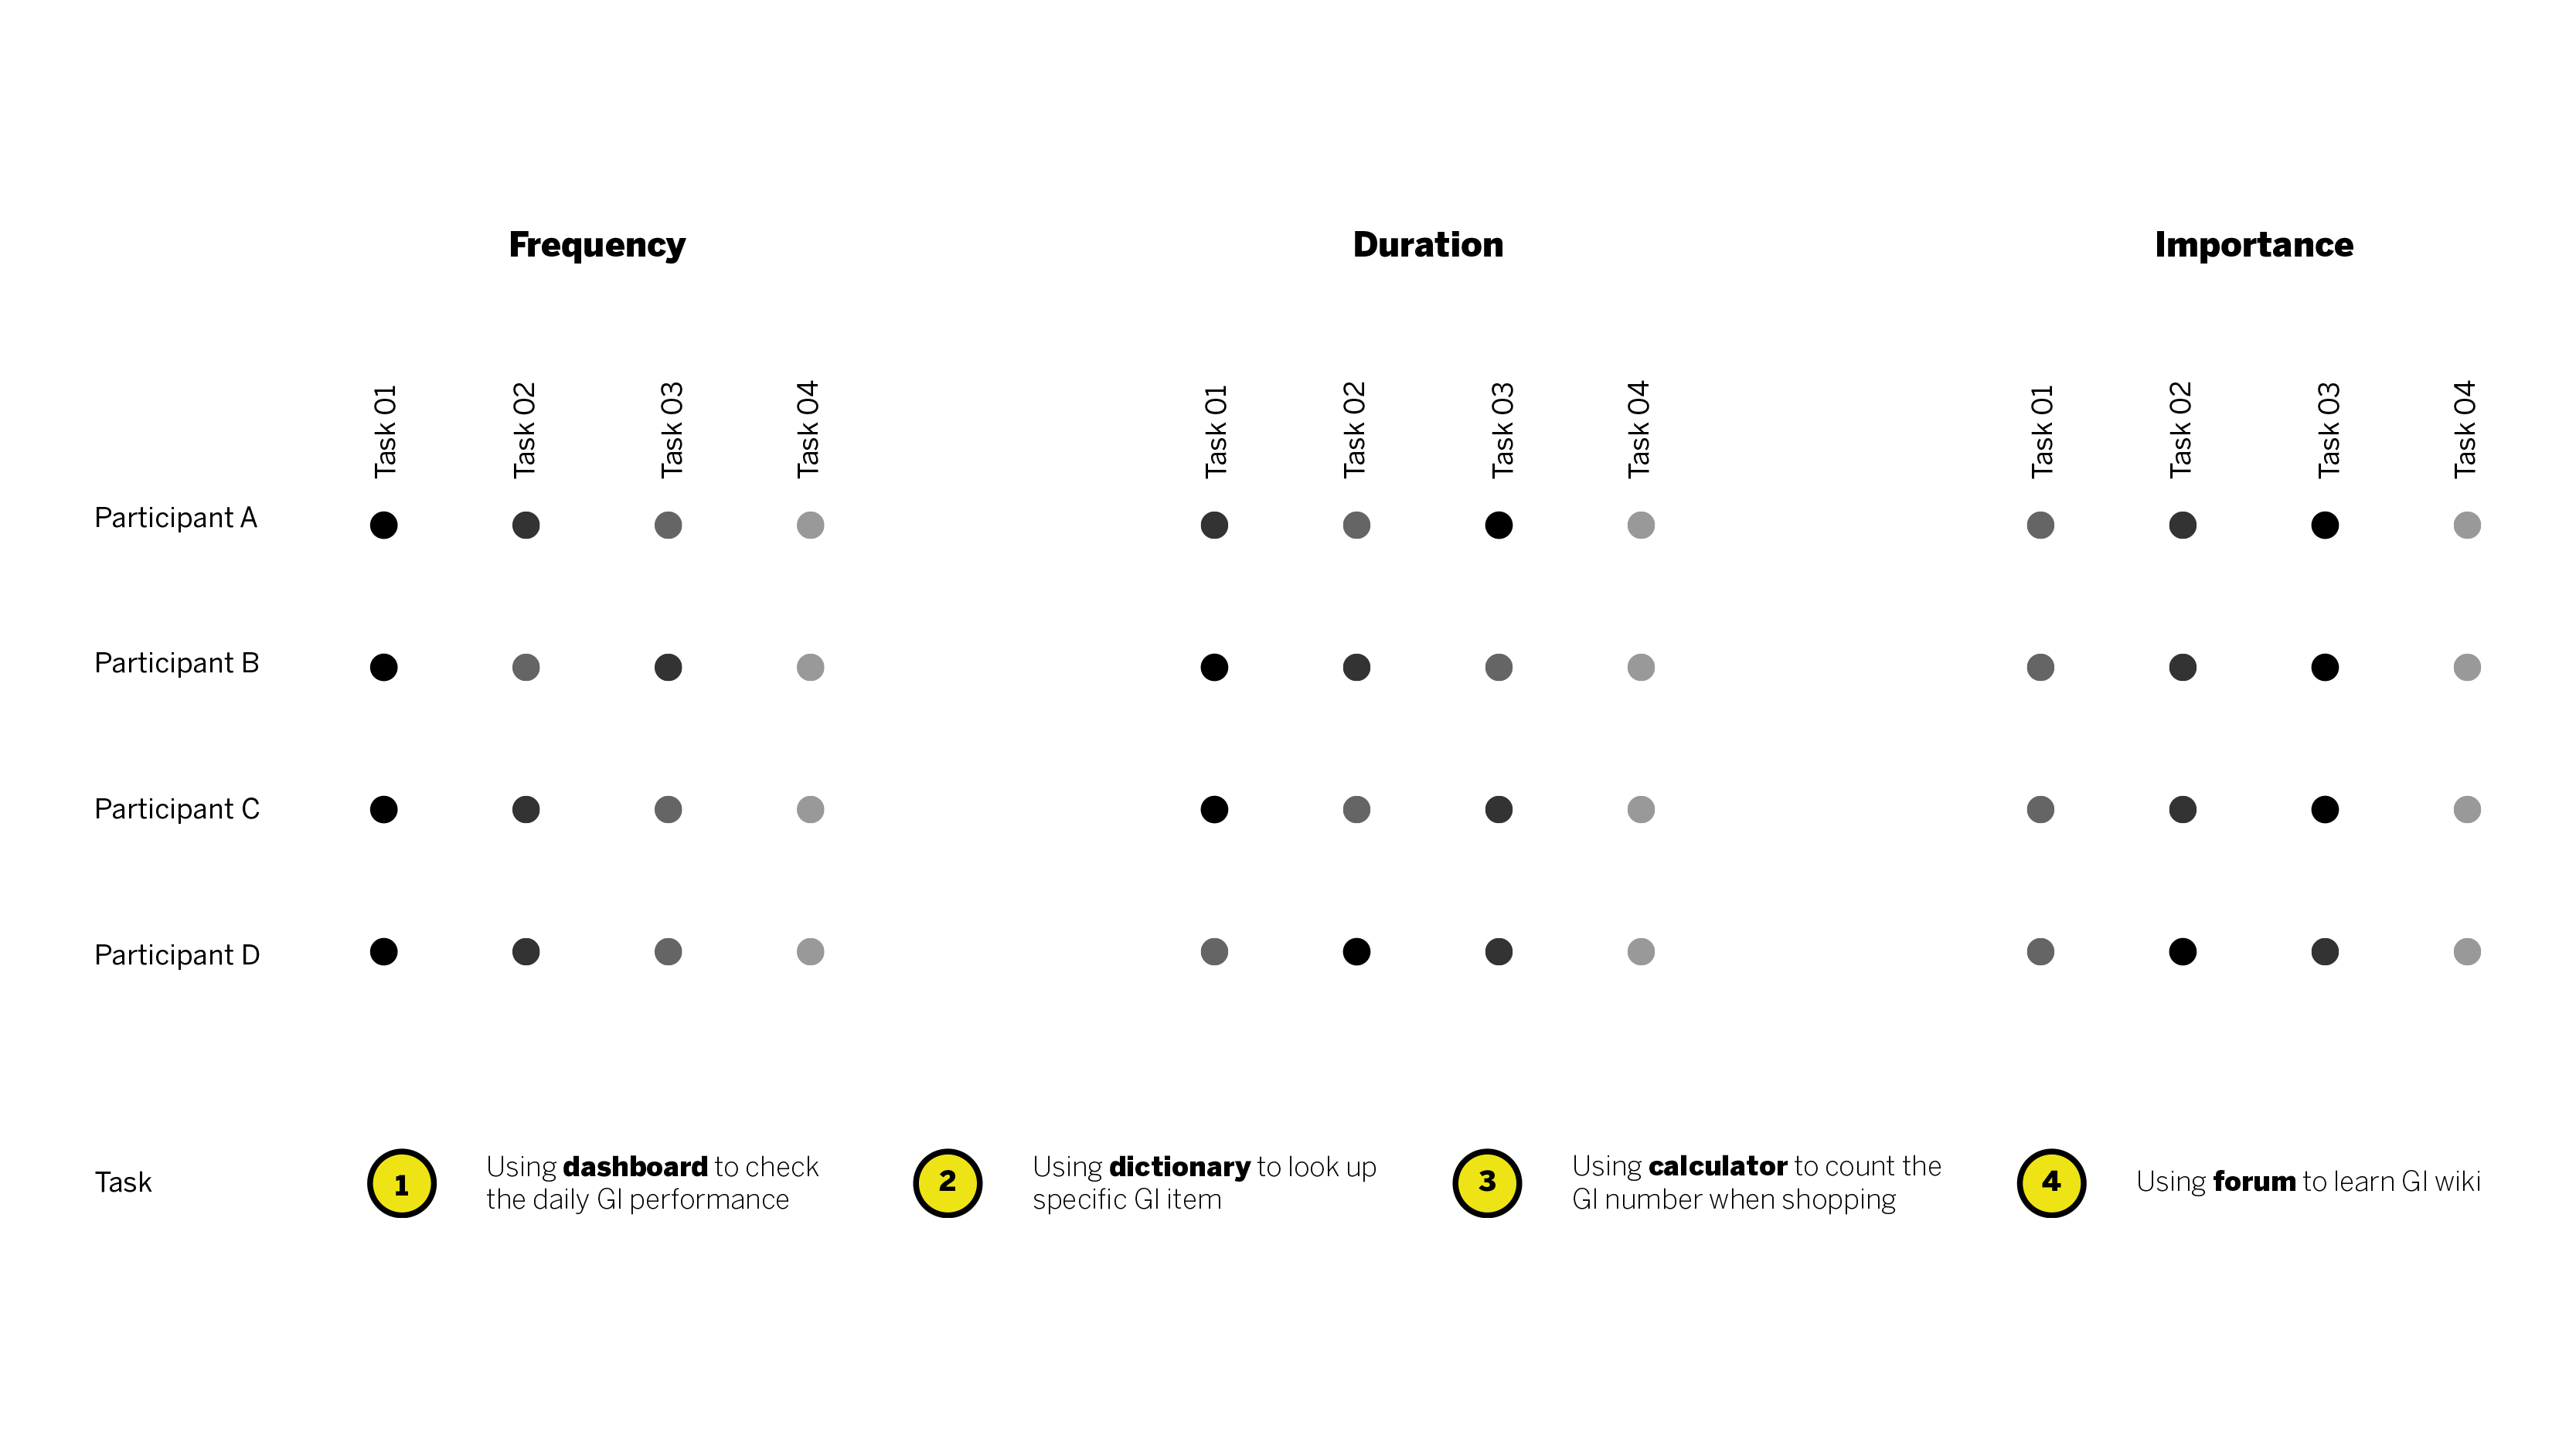 Frequency
Duration
Importance
Task 01
Task 02
Task 03
Task 04
Task 01
Task 02
Task 03
Task 04
Task 01
Task 02
Task 03
Task 04
Participant A
Participant B
Participant C
Participant D
Task
1
Using dashboard to check
the daily GI performance
2
Using dictionary to look up
specific GI item
3
Using calculator to count the
GI number when shopping
4
Using forum to learn GI wiki